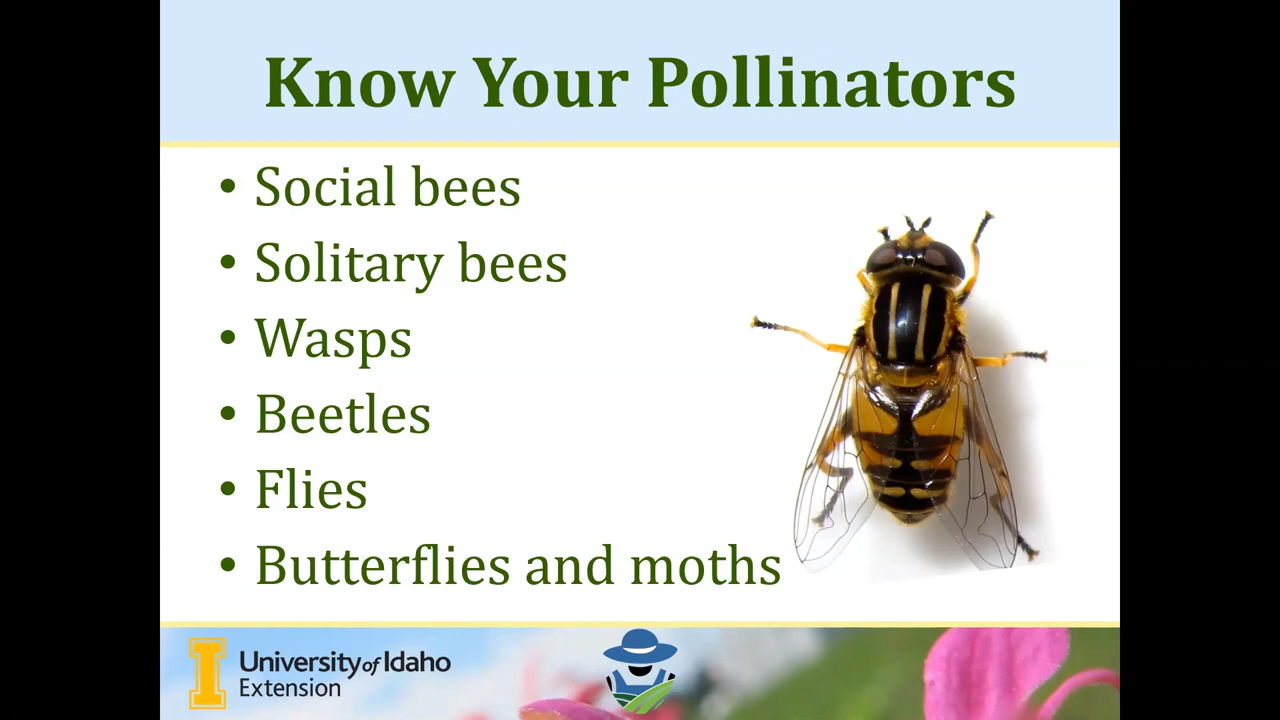 Know Your Pollinators
• Social bees
• Solitary bees
• Wasps
• Beetles
• Flies
• Butterflies and moths
I University of Idaho
Extension